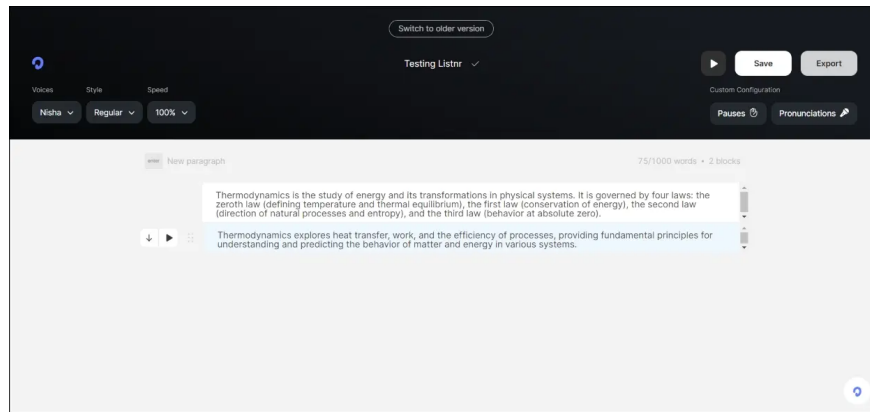 Switch to older version
Testing Listnr
Save
Export
Voices
Style
Speed
Custom Configuration
Nisha
Regular
100%
Pauses
Pronunciations
enter New paragraph
75/1000 words • 2 blocks
Thermodynamics is the study of energy and its transformations in physical systems. It is governed by four laws: the
zeroth law (defining temperature and thermal equilibrium), the first law (conservation of energy), the second law
(direction of natural processes and entropy), and the third law (behavior at absolute zero).
Thermodynamics explores heat transfer, work, and the efficiency of processes, providing fundamental principles for
understanding and predicting the behavior of matter and energy in various systems.